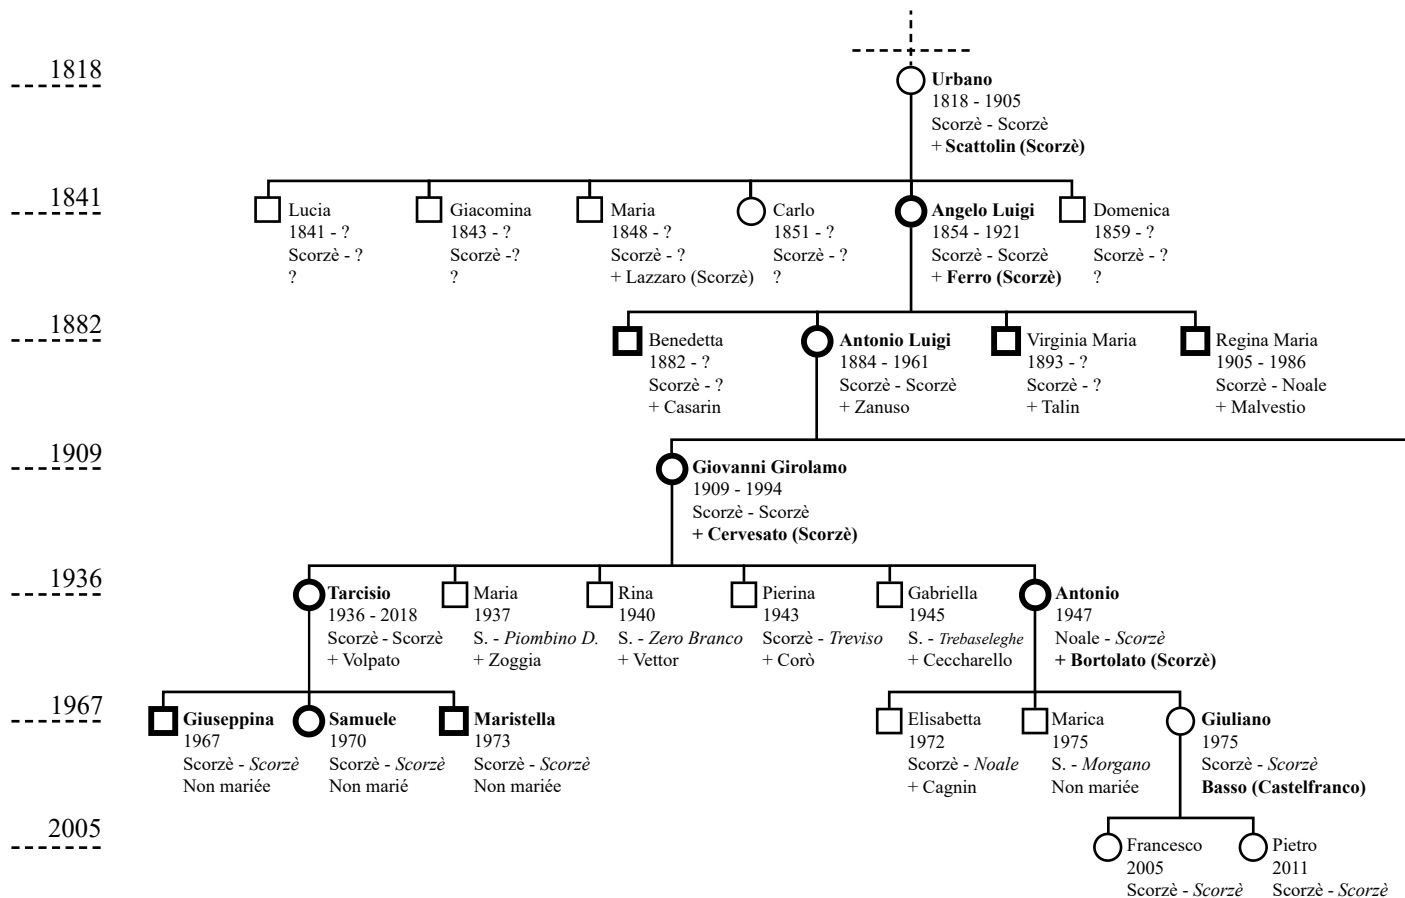 1818
Urbano
1818 - 1905
Scorzè - Scorzè
+ Scattolin (Scorzè)
1841
Lucia
1841 - ?
Scorzè - ?
?
Giacomina
1843 - ?
Scorzè -?
?
Maria
1848 - ?
Scorzè - ?
+ Lazzaro (Scorzè)
Carlo
1851 - ?
Scorzè - ?
?
Angelo Luigi
1854 - 1921
Scorzè - Scorzè
+ Ferro (Scorzè)
Domenica
1859 - ?
Scorzè - ?
?
1882
Benedetta
1882 - ?
Scorzè - ?
+ Casarin
Antonio Luigi
1884 - 1961
Scorzè - Scorzè
+ Zanuso
Virginia Maria
1893 - ?
Scorzè - ?
+ Talin
Regina Maria
1905 - 1986
Scorzè - Noale
+ Malvestio
1909
Giovanni Girolamo
1909 - 1994
Scorzè - Scorzè
+ Cervesato (Scorzè)
1936
Tarcisio
1936 - 2018
Scorzè - Scorzè
+ Volpato
Maria
1937
S. - Piombino D.
+ Zoggia
Rina
1940
S. - Zero Branco
+ Vettor
Pierina
1943
Scorzè - Treviso
+ Corò
Gabriella
1945
S. - Trebaseleghe
+ Ceccharello
Antonio
1947
Noale - Scorzè
+ Bortolato (Scorzè)
1967
Giuseppina
1967
Scorzè - Scorzè
Non mariée
Samuele
1970
Scorzè - Scorzè
Non marié
Maristella
1973
Scorzè - Scorzè
Non mariée
Elisabetta
1972
Scorzè - Noale
+ Cagnin
Marica
1975
S. - Morgano
Non mariée
Giuliano
1975
Scorzè - Scorzè
Basso (Castelfranco)
2005
Francesco
2005
Scorzè - Scorzè
Pietro
2011
Scorzè - Scorzè